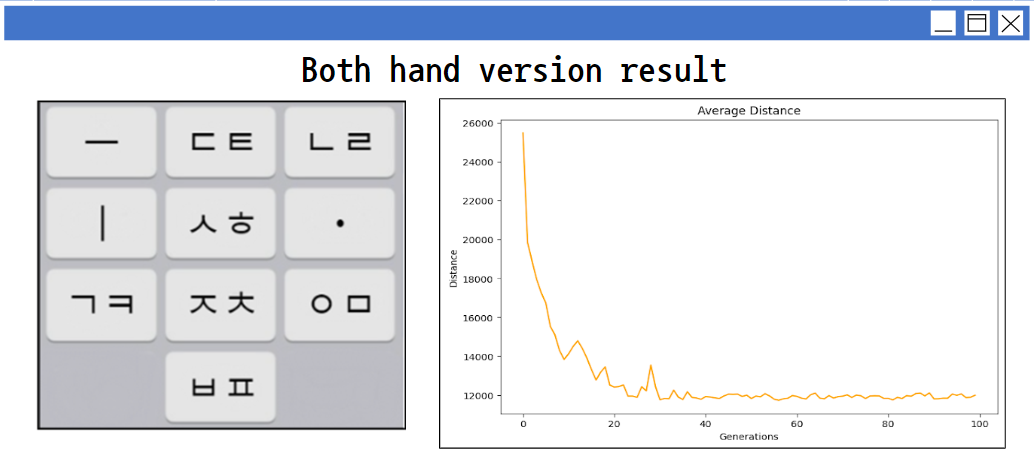 Both hand version result
ㅡ ㄷㅌ ㄴㄹ
ㅣ ㅅㅎ ·
ㄱㅋ ㅈㅊ ㅇㅁ
ㅂㅍ
Average Distance
26000
24000
22000
20000
18000
16000
14000
12000
Distance
0 20 40 60 80 100
Generations